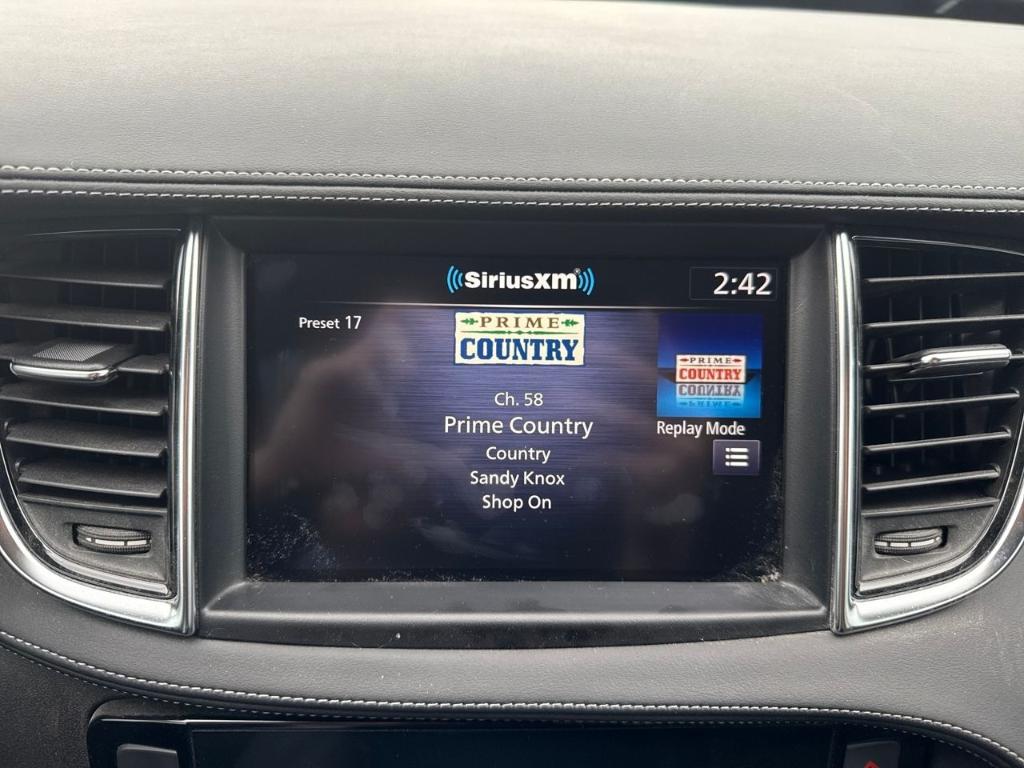 SiriusXM
2:42
Preset 17
PRIME
COUNTRY
PRIME
COUNTRY
Ch. 58
Prime Country
Replay Mode
Country
Sandy Knox
Shop On